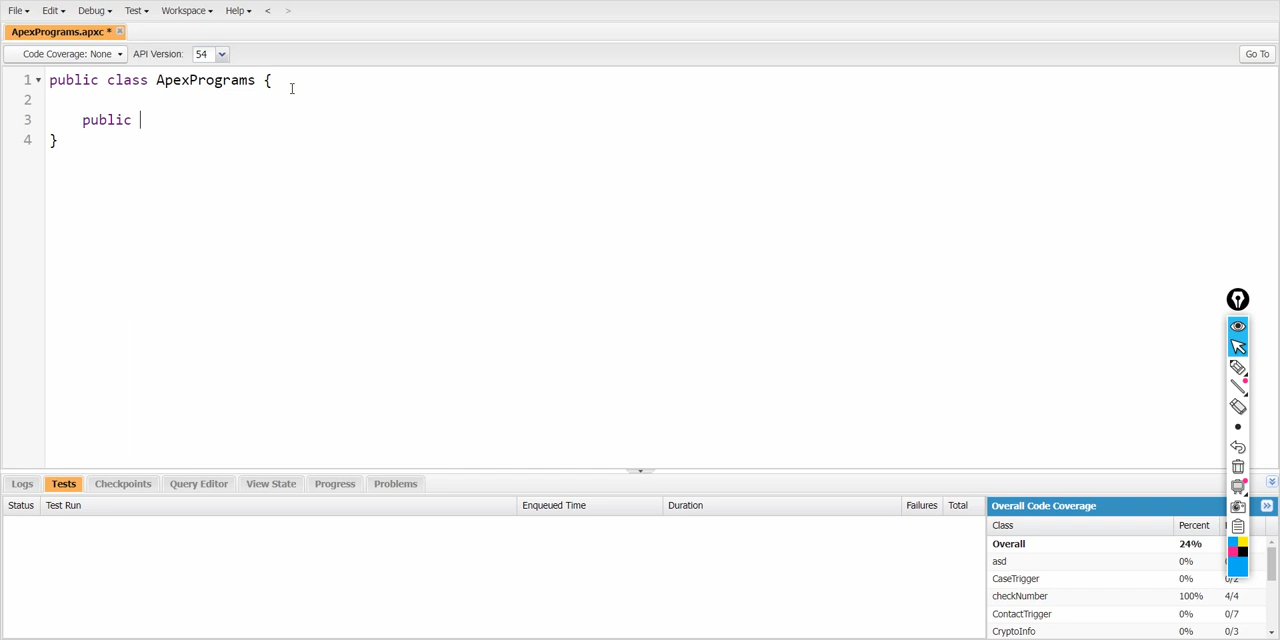 File Edit Debug Test Workspace Help < >
ApexPrograms.apxc *
Code Coverage: None API Version: 54 Go To
1 public class ApexPrograms {
2
3 public
4 }
Logs Tests Checkpoints Query Editor View State Progress Problems
Status Test Run Enqueued Time Duration Failures Total Overall Code Coverage
Class Percent
Overall 24%
asd 0%
CaseTrigger 0% 0/2
checkNumber 100% 4/4
ContactTrigger 0% 0/7
CryptoInfo 0% 0/3